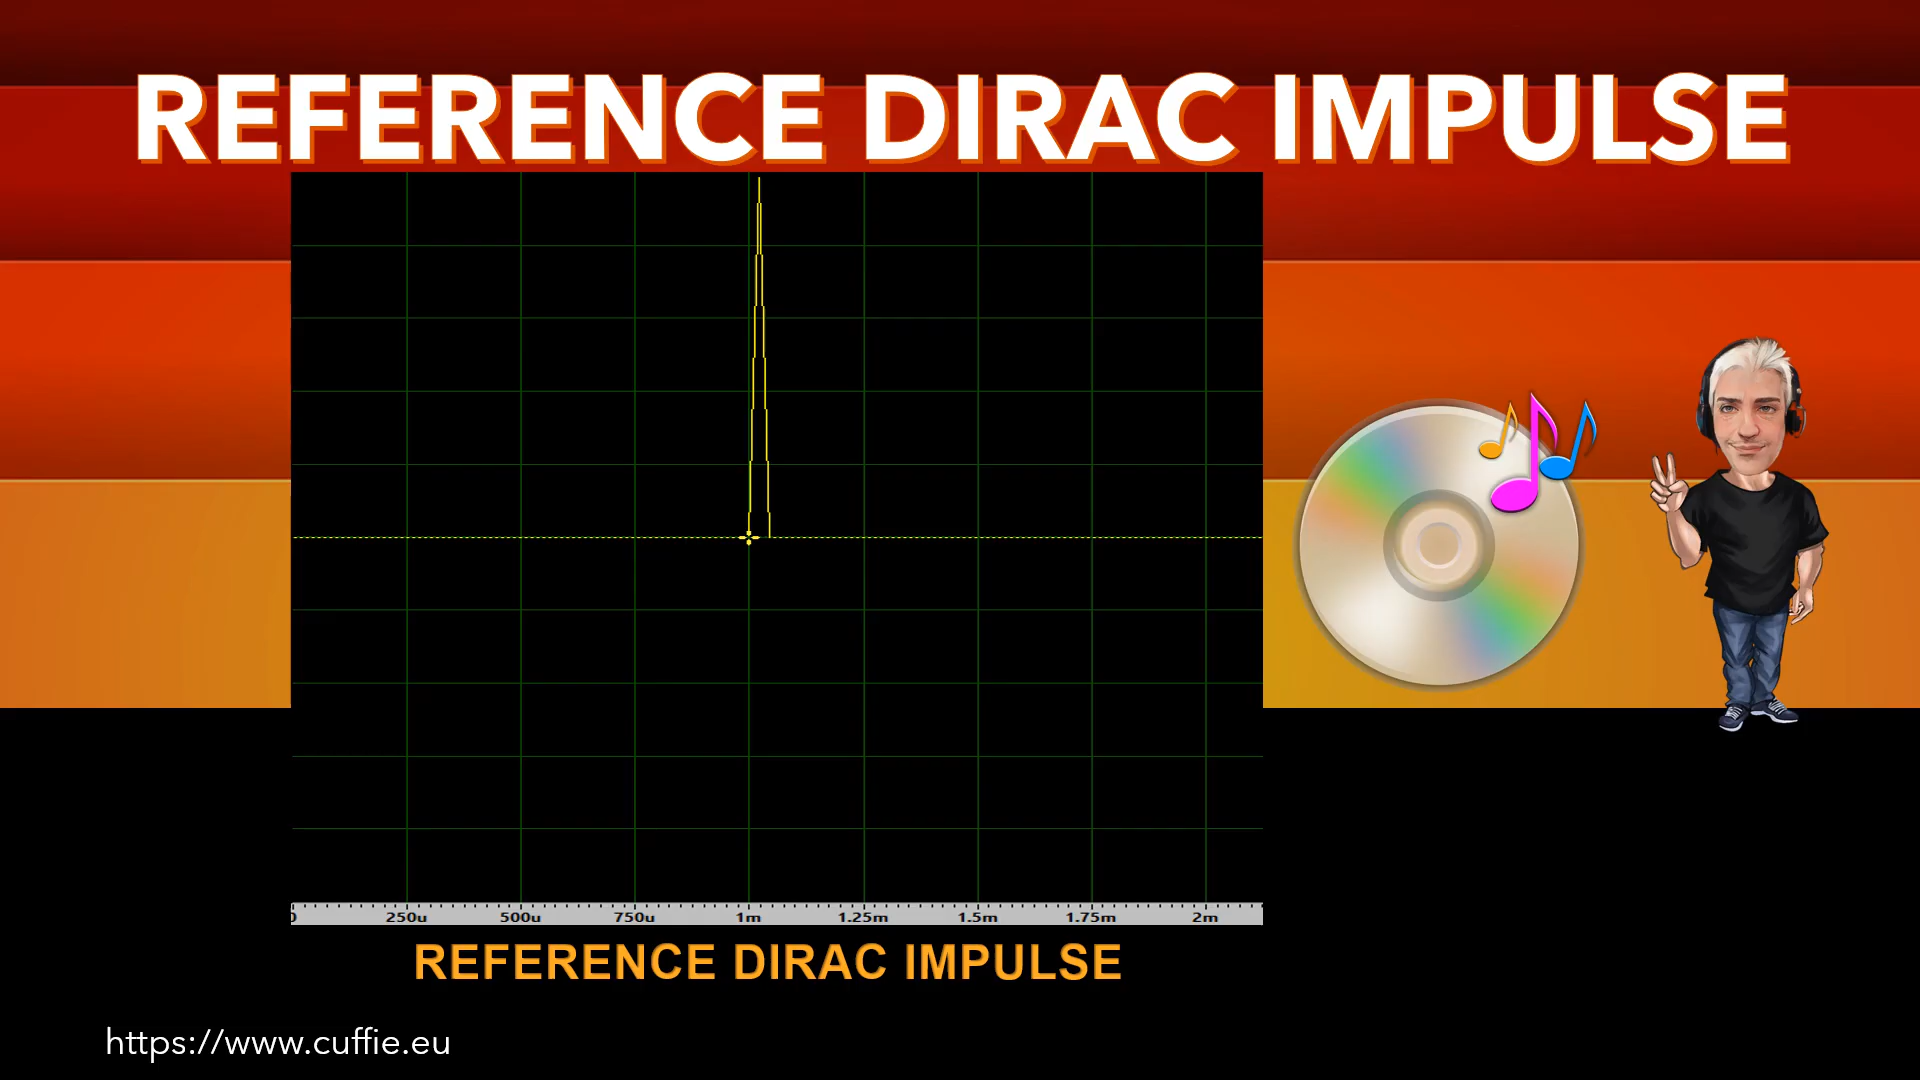 REFERENCE DIRAC IMPULSE
0 250u 500u 750u 1m 1.25m 1.5m 1.75m 2m
REFERENCE DIRAC IMPULSE
https://www.cuffie.eu